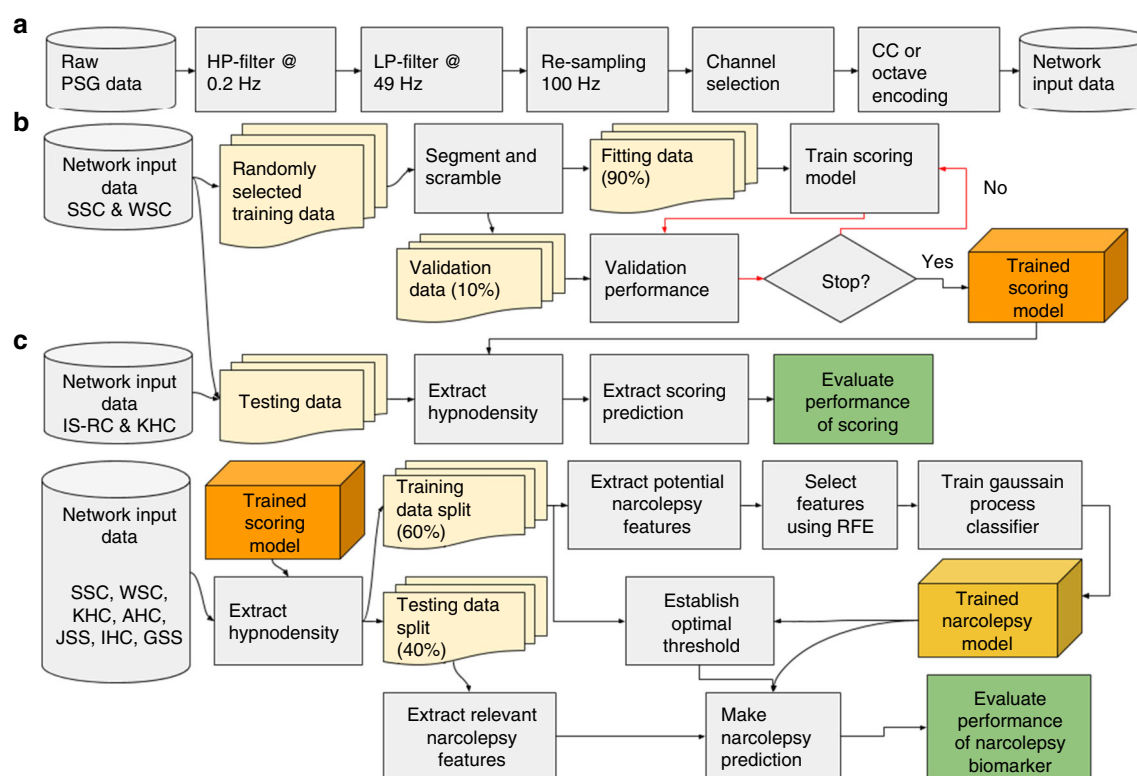 a
Raw
PSG data
HP-filter @
0.2 Hz
LP-filter @
49 Hz
Re-sampling
100 Hz
Channel
selection
CC or
octave
encoding
Network
input data
b
Network input
data
SSC & WSC
Randomly
selected
training data
Segment and
scramble
Fitting data
(90%)
Train scoring
model
No
Validation
data (10%)
Validation
performance
Stop?
Yes
Trained
scoring
model
c
Network input
data
IS-RC & KHC
Testing data
Extract
hypnodensity
Extract scoring
prediction
Evaluate
performance
of scoring
Network input
data
SSC, WSC,
KHC, AHC,
JSS, IHC, GSS
Trained
scoring
model
Extract
hypnodensity
Training
data split
(60%)
Testing data
split
(40%)
Extract potential
narcolepsy
features
Select
features
using RFE
Train gaussain
process
classifier
Establish
optimal
threshold
Trained
narcolepsy
model
Extract relevant
narcolepsy
features
Make
narcolepsy
prediction
Evaluate
performance
of narcolepsy
biomarker